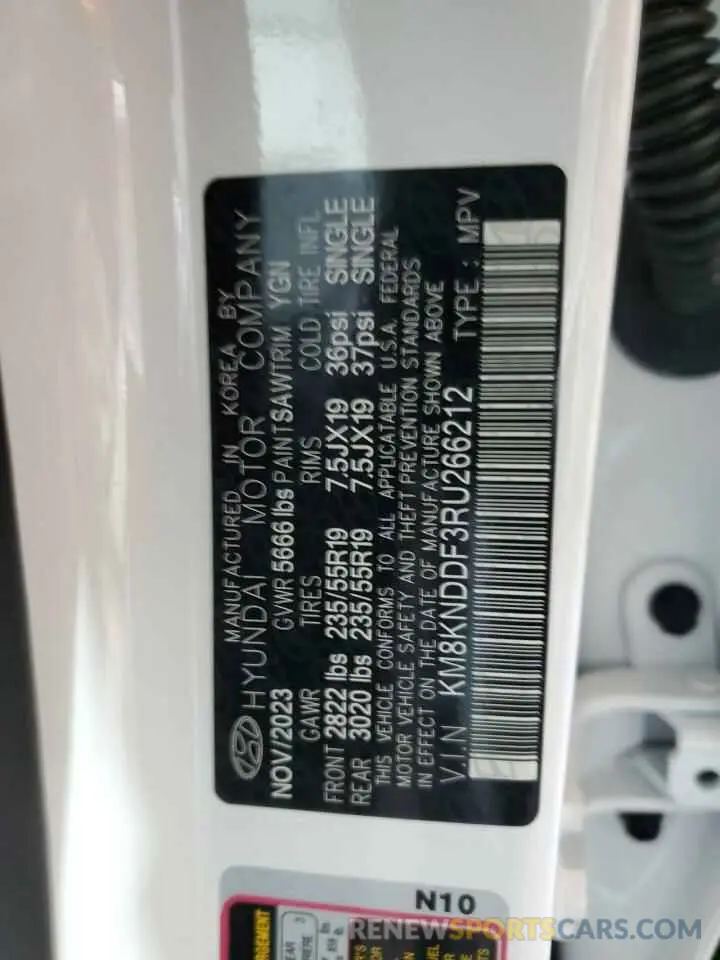 MANUFACTURED IN KOREA BY
HYUNDAI MOTOR COMPANY
NOV/2023 GVWR 5666 lbs PAINT SAW TRIM YGN
GAWR TIRES RIMS COLD TIRE INFL
FRONT 2822 lbs 235/55R19 7.5JX19 36psi SINGLE
REAR 3020 lbs 235/55R19 7.5JX19 37psi SINGLE
THIS VEHICLE CONFORMS TO ALL APPLICATABLE U.S.A. FEDERAL
MOTOR VEHICLE SAFETY AND THEFT PREVENTION STANDARDS
IN EFFECT ON THE DATE OF MANUFACTURE SHOWN ABOVE
V.I.N KM8KNDDF3RU266212 TYPE : MPV
N10
RENEWSPORTSCARS.COM